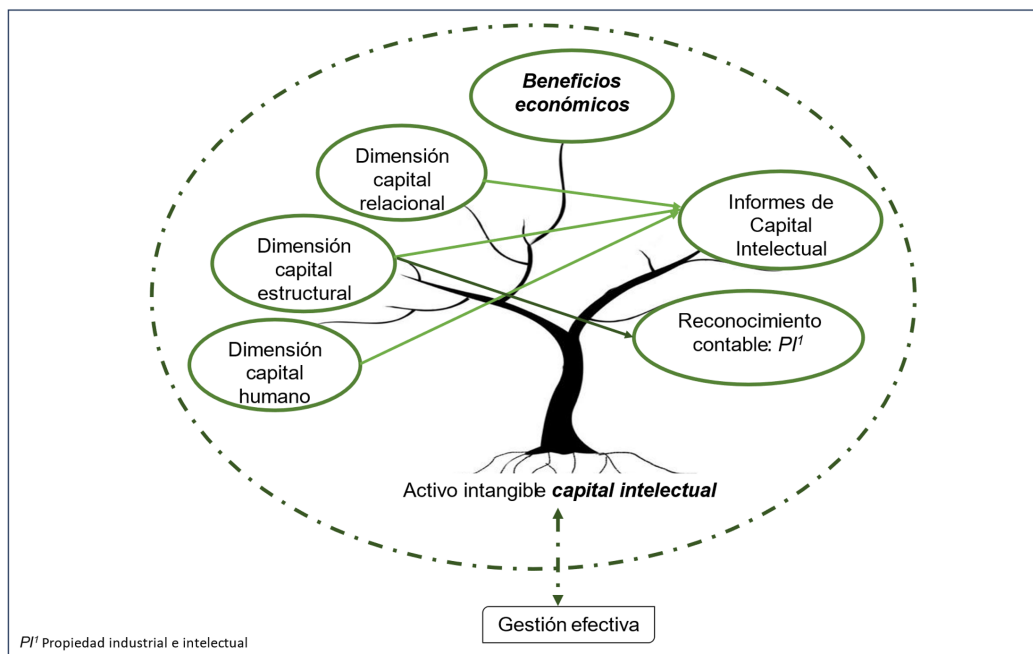 Beneficios
económicos
Dimensión
capital
relacional
Informes de
Capital
Intelectual
Dimensión
capital
estructural
Reconocimiento
contable: PI¹
Dimensión
capital
humano
Activo intangible capital intelectual
Gestión efectiva
PI¹ Propiedad industrial e intelectual